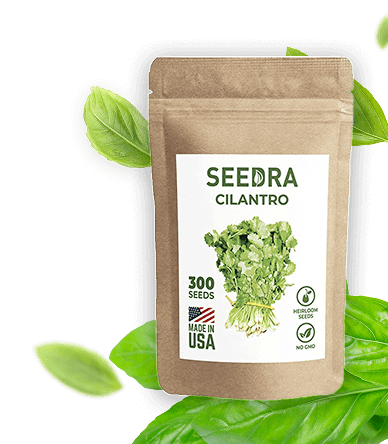 SEEDRA
CILANTRO
300
SEEDS
MADE IN
USA
HEIRLOOM
SEEDS
NO GMO